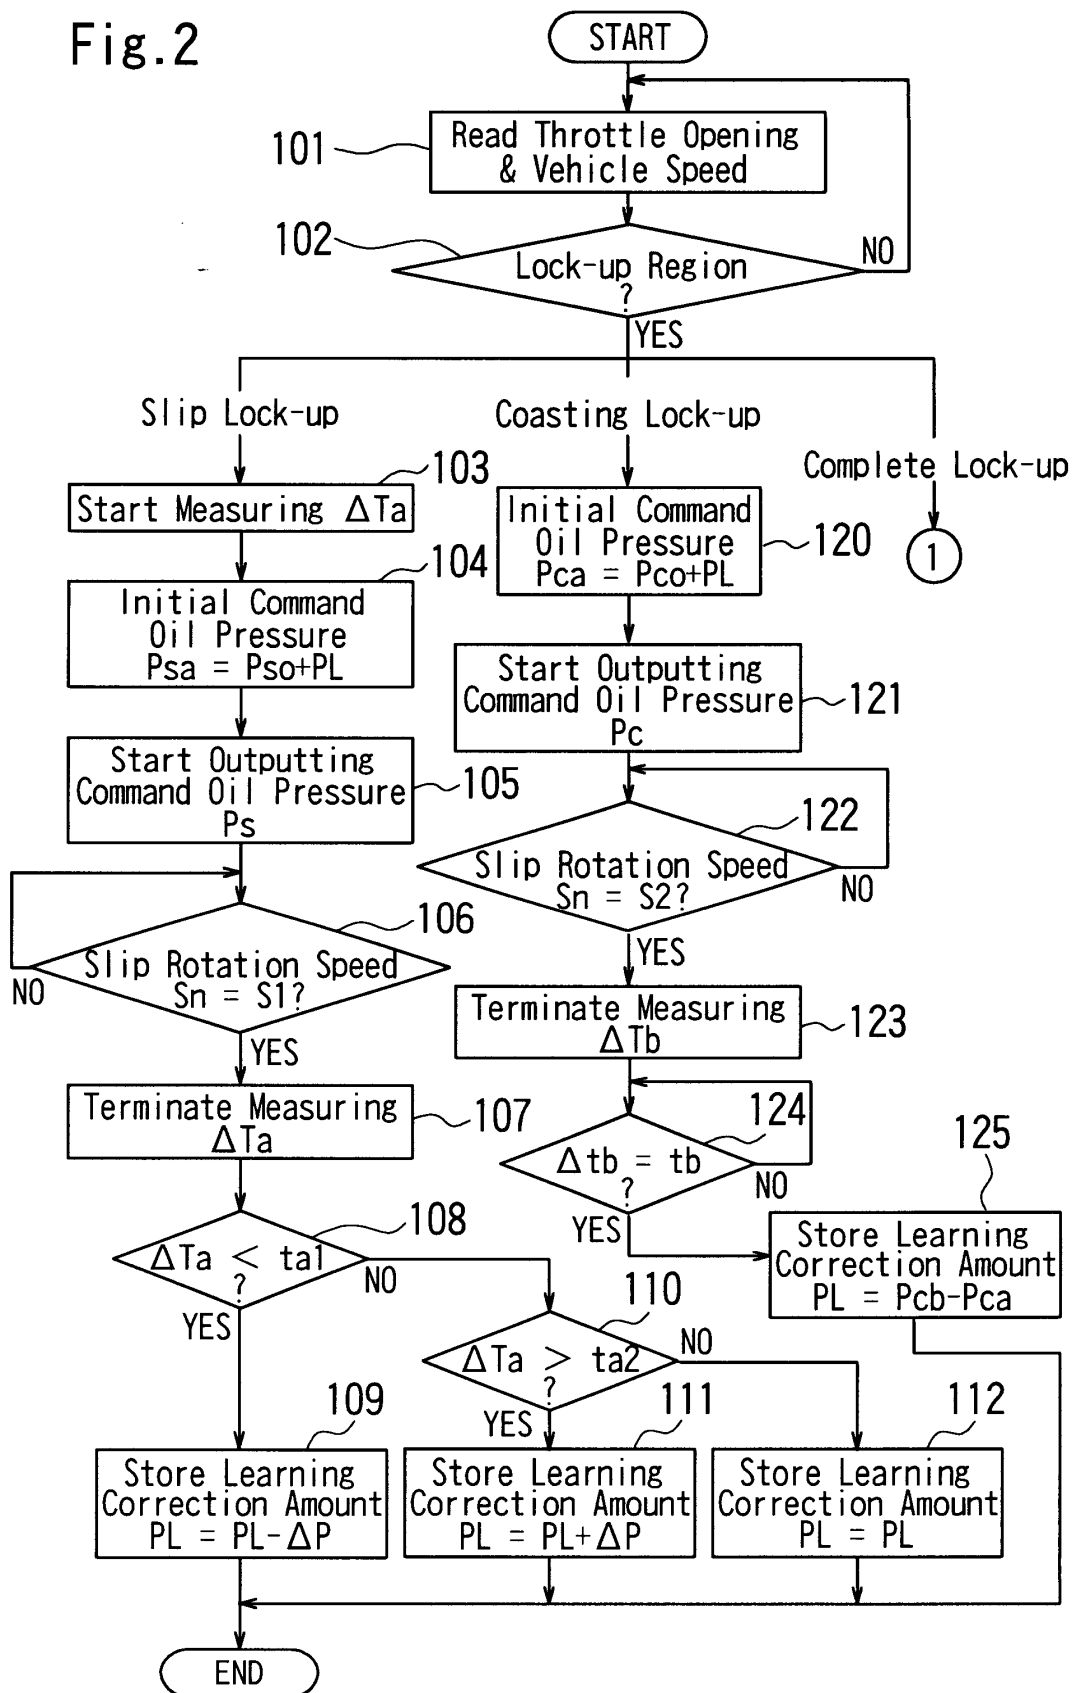 Fig.2
START
101
Read Throttle Opening
& Vehicle Speed
102
Lock-up Region
?
NO
YES
Slip Lock-up
Coasting Lock-up
Complete Lock-up
1
103
Start Measuring ΔTa
104
Initial Command
Oil Pressure
Psa = Pso+PL
105
Start Outputting
Command Oil Pressure
Ps
106
Slip Rotation Speed
Sn = S1?
NO
YES
107
Terminate Measuring
ΔTa
108
ΔTa < ta1
?
NO
YES
109
Store Learning
Correction Amount
PL = PL-ΔP
110
ΔTa > ta2
?
NO
YES
111
Store Learning
Correction Amount
PL = PL+ΔP
112
Store Learning
Correction Amount
PL = PL
120
Initial Command
Oil Pressure
Pca = Pco+PL
121
Start Outputting
Command Oil Pressure
Pc
122
Slip Rotation Speed
Sn = S2?
NO
YES
123
Terminate Measuring
ΔTb
124
Δtb = tb
?
NO
YES
125
Store Learning
Correction Amount
PL = Pcb-Pca
END